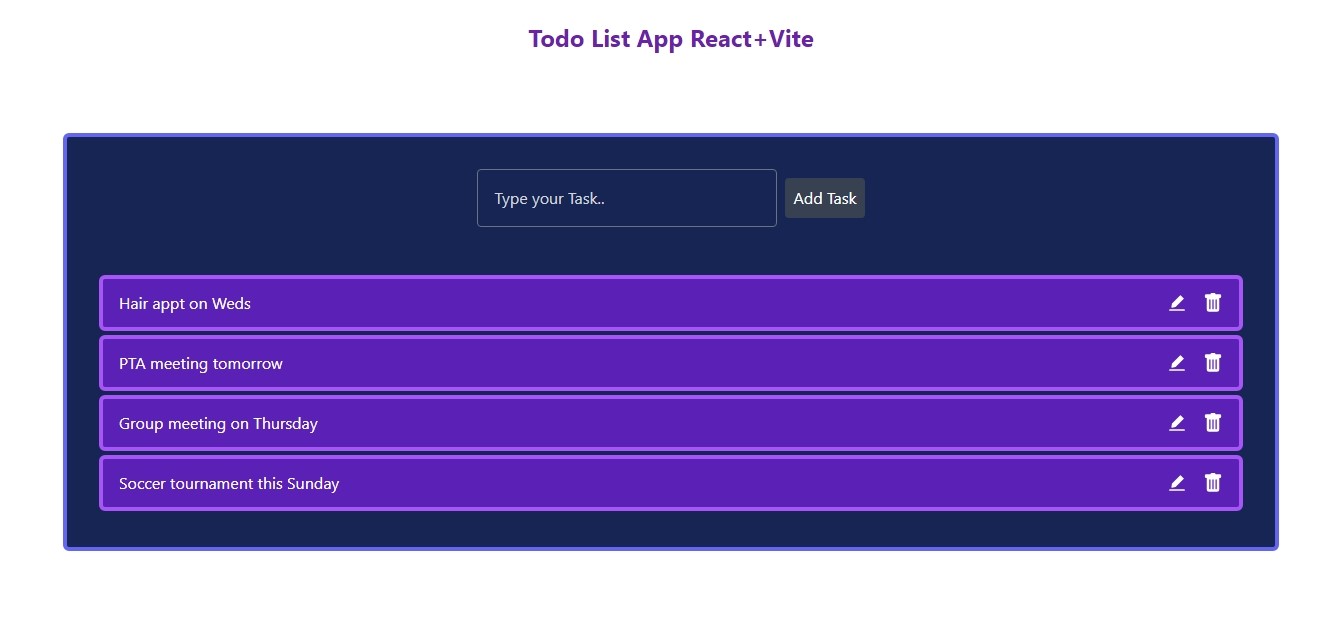 Todo List App React+Vite
Type your Task..
Add Task
Hair appt on Weds
PTA meeting tomorrow
Group meeting on Thursday
Soccer tournament this Sunday